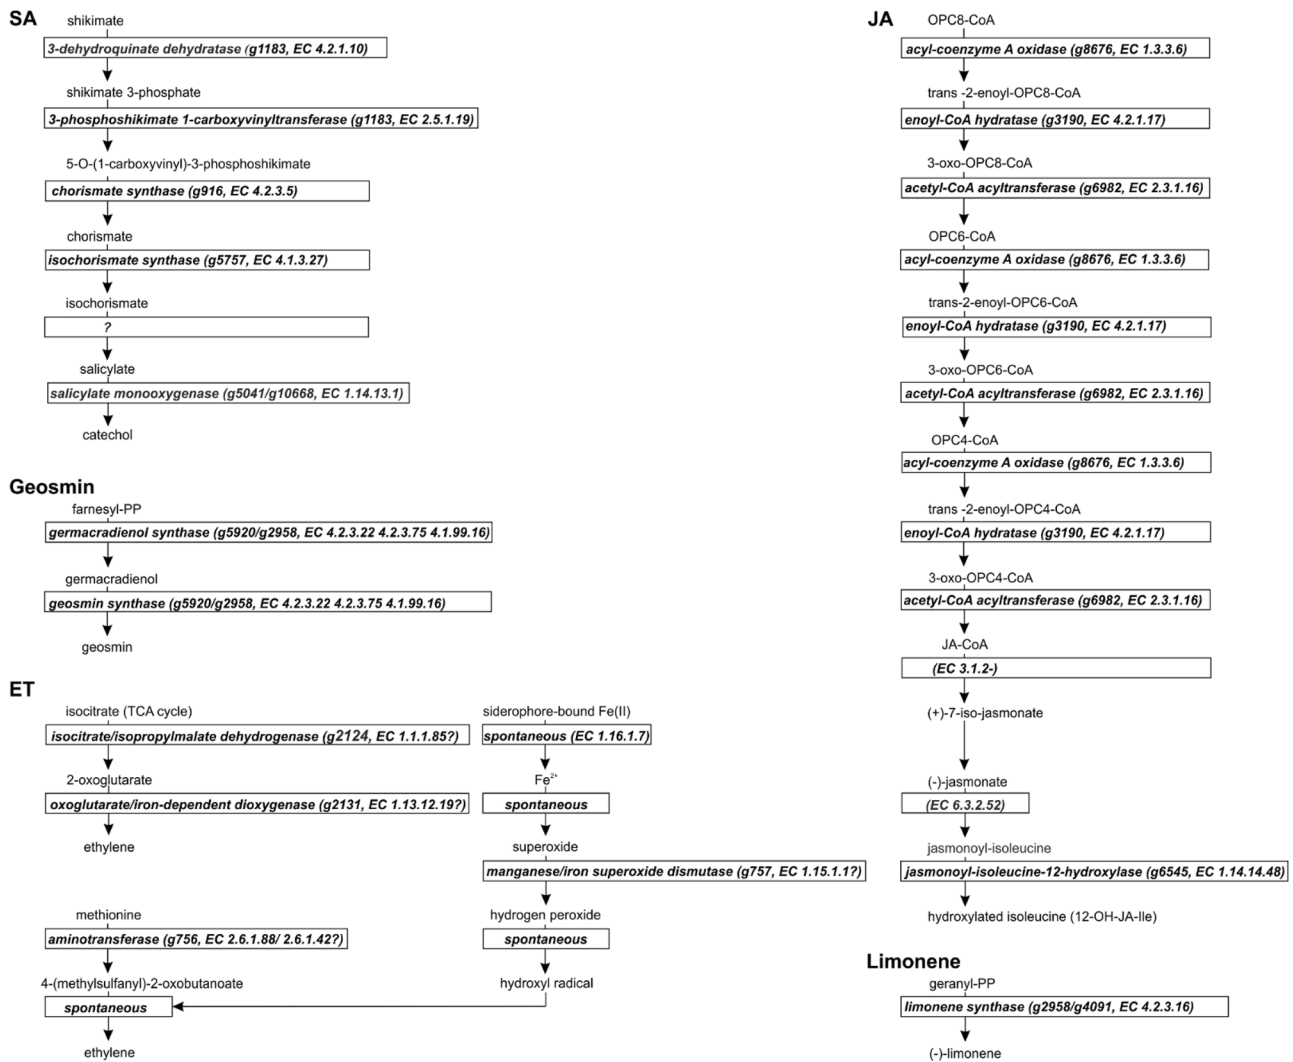 SA
shikimate
3-dehydroquinate dehydratase (g1183, EC 4.2.1.10)
shikimate 3-phosphate
3-phosphoshikimate 1-carboxyvinyltransferase (g1183, EC 2.5.1.19)
5-O-(1-carboxyvinyl)-3-phosphoshikimate
chorismate synthase (g916, EC 4.2.3.5)
chorismate
isochorismate synthase (g5757, EC 4.1.3.27)
isochorismate
?
salicylate
salicylate monooxygenase (g5041/g10668, EC 1.14.13.1)
catechol
Geosmin
farnesyl-PP
germacradienol synthase (g5920/g2958, EC 4.2.3.22 4.2.3.75 4.1.99.16)
germacradienol
geosmin synthase (g5920/g2958, EC 4.2.3.22 4.2.3.75 4.1.99.16)
geosmin
ET
isocitrate (TCA cycle)
isocitrate/isopropylmalate dehydrogenase (g2124, EC 1.1.1.85?)
2-oxoglutarate
oxoglutarate/iron-dependent dioxygenase (g2131, EC 1.13.12.19?)
ethylene
methionine
aminotransferase (g756, EC 2.6.1.88/ 2.6.1.42?)
4-(methylsulfanyl)-2-oxobutanoate
spontaneous
ethylene
siderophore-bound Fe(II)
spontaneous (EC 1.16.1.7)
Fe²⁺
spontaneous
superoxide
manganese/iron superoxide dismutase (g757, EC 1.15.1.1?)
hydrogen peroxide
spontaneous
hydroxyl radical
JA
OPC8-CoA
acyl-coenzyme A oxidase (g8676, EC 1.3.3.6)
trans -2-enoyl-OPC8-CoA
enoyl-CoA hydratase (g3190, EC 4.2.1.17)
3-oxo-OPC8-CoA
acetyl-CoA acyltransferase (g6982, EC 2.3.1.16)
OPC6-CoA
acyl-coenzyme A oxidase (g8676, EC 1.3.3.6)
trans-2-enoyl-OPC6-CoA
enoyl-CoA hydratase (g3190, EC 4.2.1.17)
3-oxo-OPC6-CoA
acetyl-CoA acyltransferase (g6982, EC 2.3.1.16)
OPC4-CoA
acyl-coenzyme A oxidase (g8676, EC 1.3.3.6)
trans -2-enoyl-OPC4-CoA
enoyl-CoA hydratase (g3190, EC 4.2.1.17)
3-oxo-OPC4-CoA
acetyl-CoA acyltransferase (g6982, EC 2.3.1.16)
JA-CoA
(EC 3.1.2-)
(+)-7-iso-jasmonate
(-)-jasmonate
(EC 6.3.2.52)
jasmonoyl-isoleucine
jasmonoyl-isoleucine-12-hydroxylase (g6545, EC 1.14.14.48)
hydroxylated isoleucine (12-OH-JA-Ile)
Limonene
geranyl-PP
limonene synthase (g2958/g4091, EC 4.2.3.16)
(-)-limonene